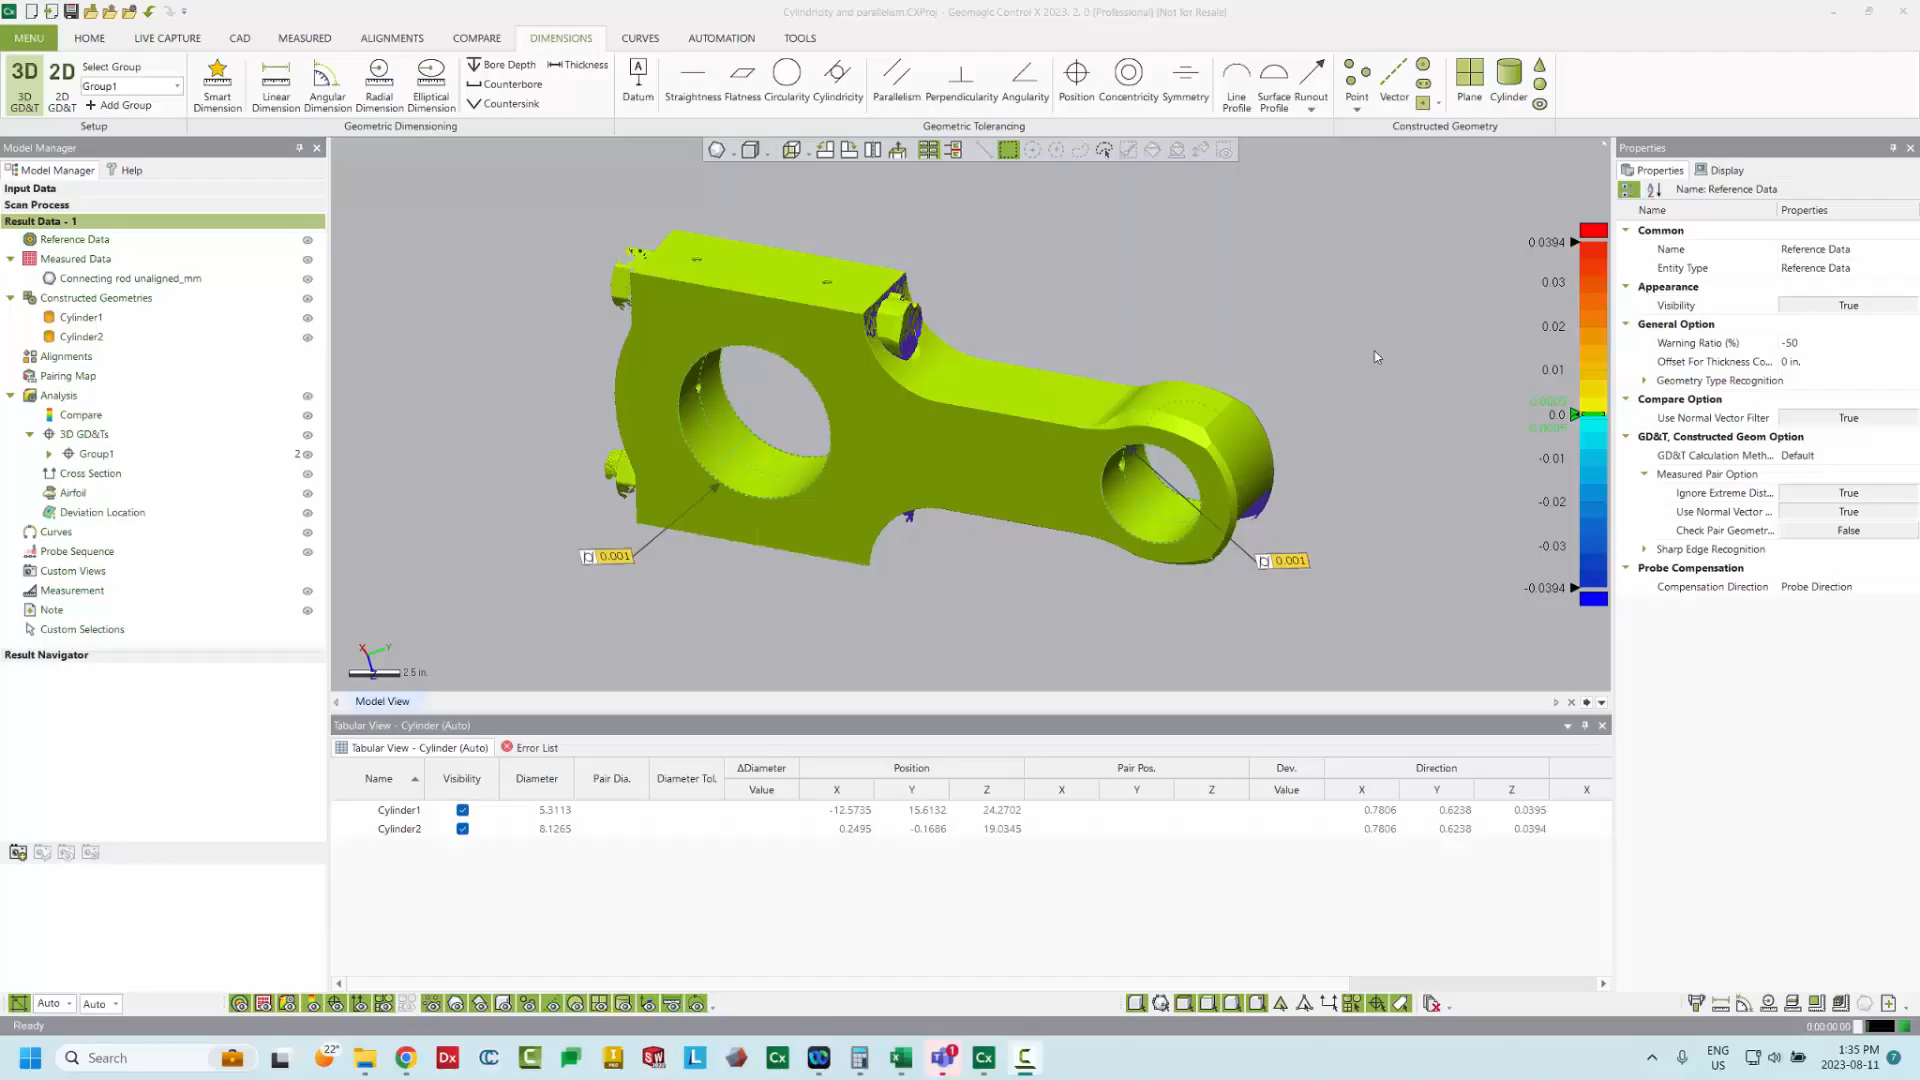 Cylindricity and parallelism.CXProj - Geomagic Control X 2023. 2. 0 [Professional] [Not for Resale]
MENU HOME LIVE CAPTURE CAD MEASURED ALIGNMENTS COMPARE DIMENSIONS CURVES AUTOMATION TOOLS
3D 3D GD&T
2D 2D GD&T
Select Group
Group1
Add Group
Setup
Smart Dimension
Linear Dimension
Angular Dimension
Radial Dimension
Elliptical Dimension
Bore Depth
Thickness
Counterbore
Countersink
Geometric Dimensioning
A
Datum
Straightness
Flatness
Circularity
Cylindricity
Parallelism
Perpendicularity
Angularity
Position
Concentricity
Symmetry
Line Profile
Surface Profile
Runout
Geometric Tolerancing
Point
Vector
Plane
Cylinder
Constructed Geometry
Model Manager
Model Manager Help
Input Data
Scan Process
Result Data - 1
Reference Data
Measured Data
Connecting rod unaligned_mm
Constructed Geometries
Cylinder1
Cylinder2
Alignments
Pairing Map
Analysis
Compare
3D GD&Ts
Group1 2
Cross Section
Airfoil
Deviation Location
Curves
Probe Sequence
Custom Views
Measurement
Note
Custom Selections
Result Navigator
0.001
0.001
X Y
Z
2.5 in.
0.0394
0.03
0.02
0.01
0.0005
0.0
0.0005
-0.01
-0.02
-0.03
-0.0394
Model View
Properties
Properties Display
Name: Reference Data
Name Properties
Common
Name Reference Data
Entity Type Reference Data
Appearance
Visibility True
General Option
Warning Ratio (%) -50
Offset For Thickness Co... 0 in.
Geometry Type Recognition
Compare Option
Use Normal Vector Filter True
GD&T, Constructed Geom Option
GD&T Calculation Meth... Default
Measured Pair Option
Ignore Extreme Dist... True
Use Normal Vector ... True
Check Pair Geometr... False
Sharp Edge Recognition
Probe Compensation
Compensation Direction Probe Direction
Tabular View - Cylinder (Auto)
Tabular View - Cylinder (Auto) Error List
Name Visibility Diameter Pair Dia. Diameter Tol. ΔDiameter Position Pair Pos. Dev. Direction
Value X Y Z X Y Z Value X Y Z X
Cylinder1 5.3113 -12.5735 15.6132 24.2702 0.7806 0.6238 0.0395
Cylinder2 8.1265 0.2495 -0.1686 19.0345 0.7806 0.6238 0.0394
Auto Auto
Ready
0:00:00:00
Search
22°
ENG
US
1:35 PM
2023-08-11
7